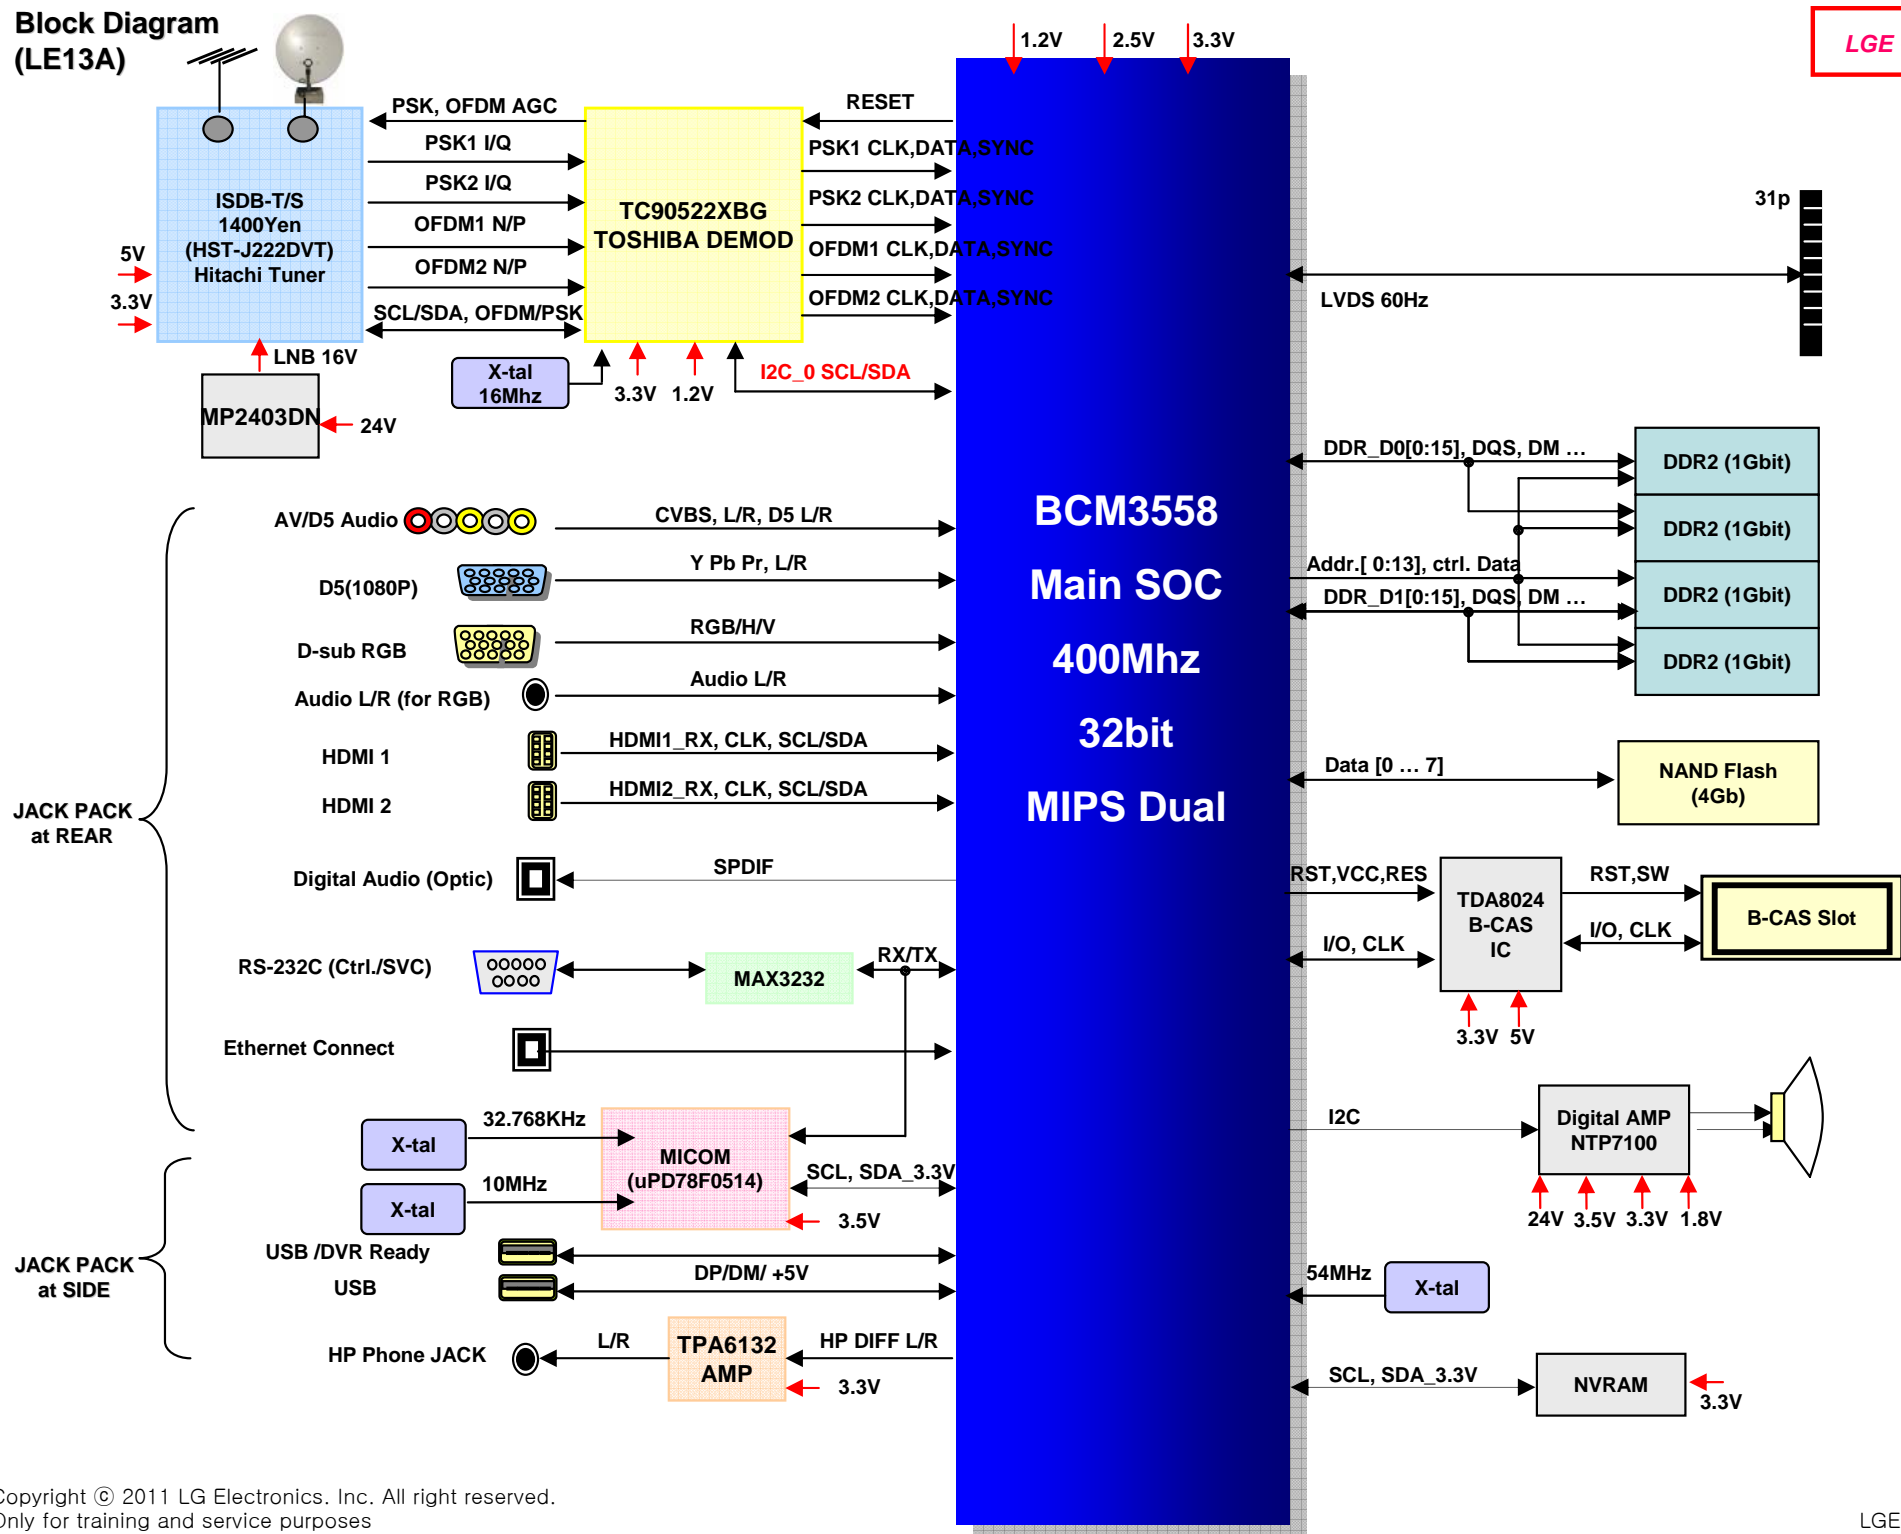 Block Diagram
(LE13A)
LGE
1.2V
2.5V
3.3V
PSK, OFDM AGC
PSK1 I/Q
PSK2 I/Q
OFDM1 N/P
OFDM2 N/P
SCL/SDA, OFDM/PSK
ISDB-T/S
1400Yen
(HST-J222DVT)
Hitachi Tuner
5V
3.3V
LNB 16V
MP2403DN
24V
TC90522XBG
TOSHIBA DEMOD
X-tal
16Mhz
3.3V
1.2V
I2C_0 SCL/SDA
RESET
PSK1 CLK,DATA,SYNC
PSK2 CLK,DATA,SYNC
OFDM1 CLK,DATA,SYNC
OFDM2 CLK,DATA,SYNC
BCM3558
Main SOC
400Mhz
32bit
MIPS Dual
31p
LVDS 60Hz
DDR_D0[0:15], DQS, DM ...
Addr.[ 0:13], ctrl. Data
DDR_D1[0:15], DQS, DM ...
DDR2 (1Gbit)
DDR2 (1Gbit)
DDR2 (1Gbit)
DDR2 (1Gbit)
Data [0 ... 7]
NAND Flash
(4Gb)
RST,VCC,RES
I/O, CLK
TDA8024
B-CAS
IC
3.3V
5V
RST,SW
I/O, CLK
B-CAS Slot
I2C
Digital AMP
NTP7100
24V
3.5V
3.3V
1.8V
54MHz
X-tal
SCL, SDA_3.3V
NVRAM
3.3V
JACK PACK
at REAR
AV/D5 Audio
CVBS, L/R, D5 L/R
D5(1080P)
Y Pb Pr, L/R
D-sub RGB
RGB/H/V
Audio L/R (for RGB)
Audio L/R
HDMI 1
HDMI1_RX, CLK, SCL/SDA
HDMI 2
HDMI2_RX, CLK, SCL/SDA
Digital Audio (Optic)
SPDIF
RS-232C (Ctrl./SVC)
MAX3232
RX/TX
Ethernet Connect
X-tal
32.768KHz
X-tal
10MHz
MICOM
(uPD78F0514)
SCL, SDA_3.3V
3.5V
JACK PACK
at SIDE
USB /DVR Ready
USB
DP/DM/ +5V
HP Phone JACK
L/R
TPA6132
AMP
HP DIFF L/R
3.3V
Copyright ⓒ 2011 LG Electronics. Inc. All right reserved.
Only for training and service purposes
LGE